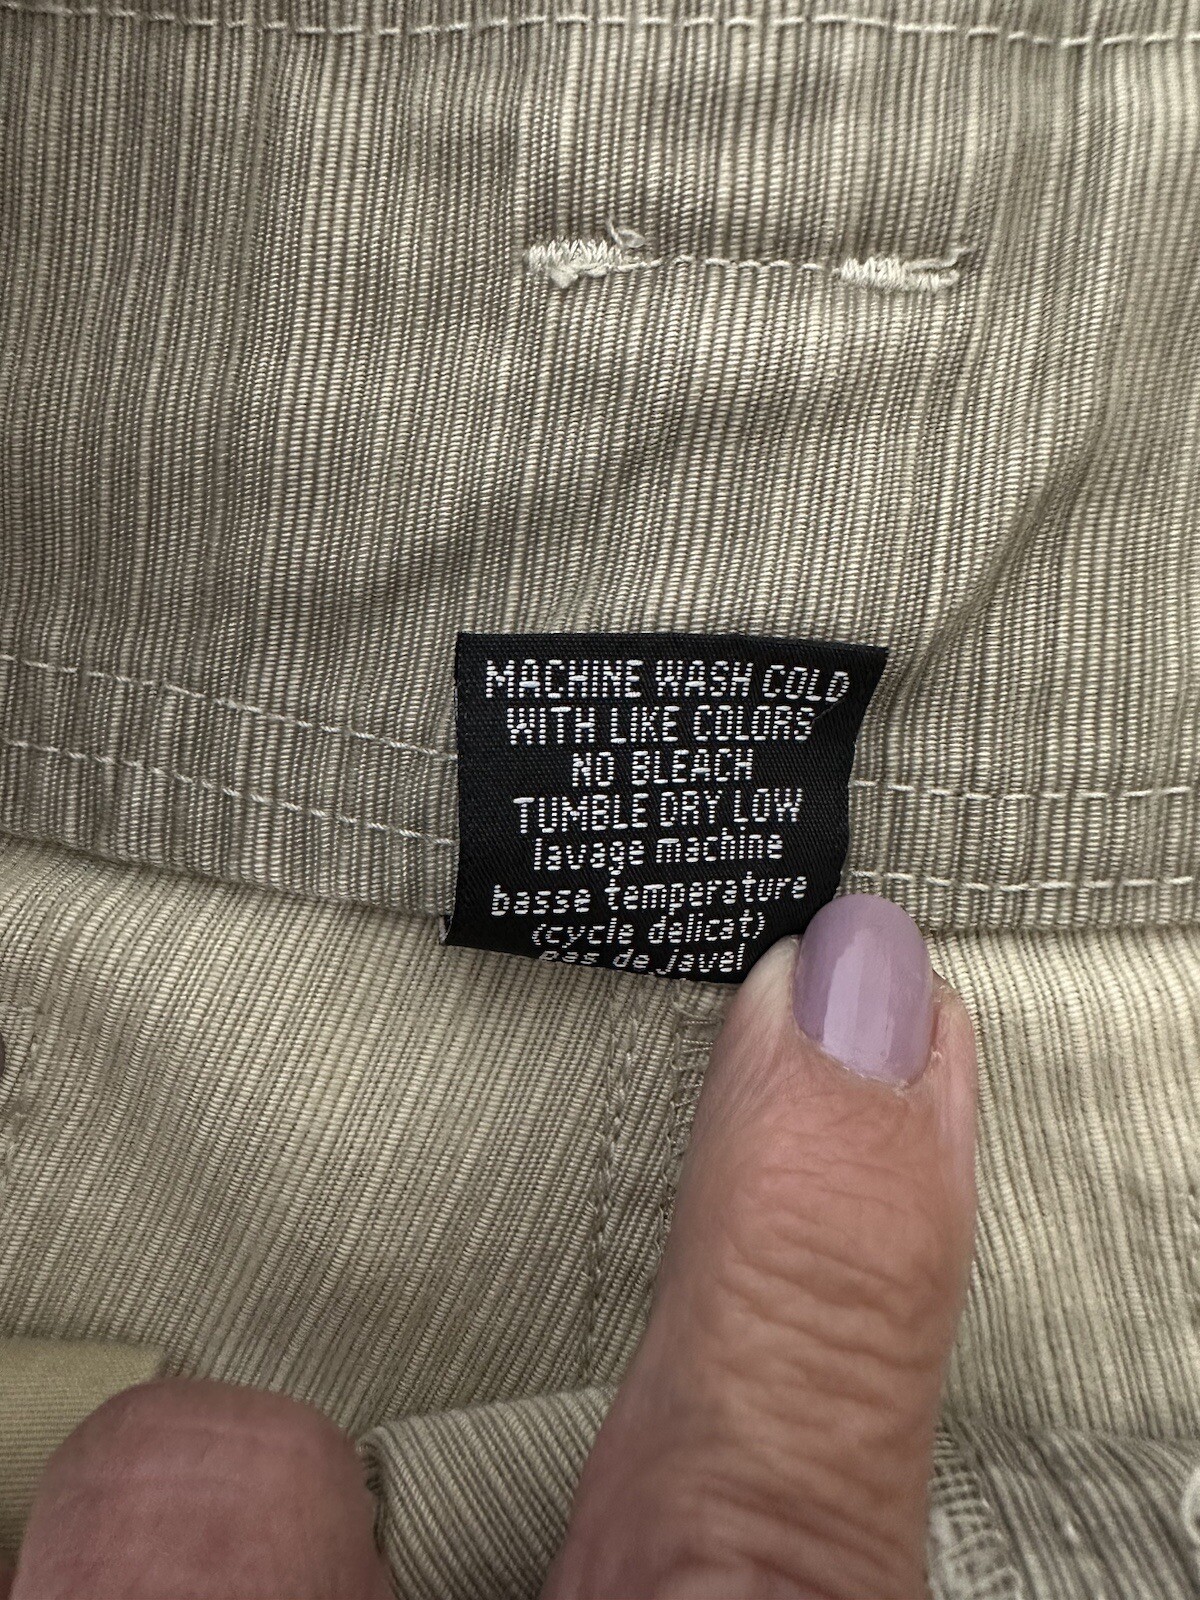 MACHINE WASH COLD
WITH LIKE COLORS
NO BLEACH
TUMBLE DRY LOW
lavage machine
basse temperature
(cycle delicat)
pas de javel